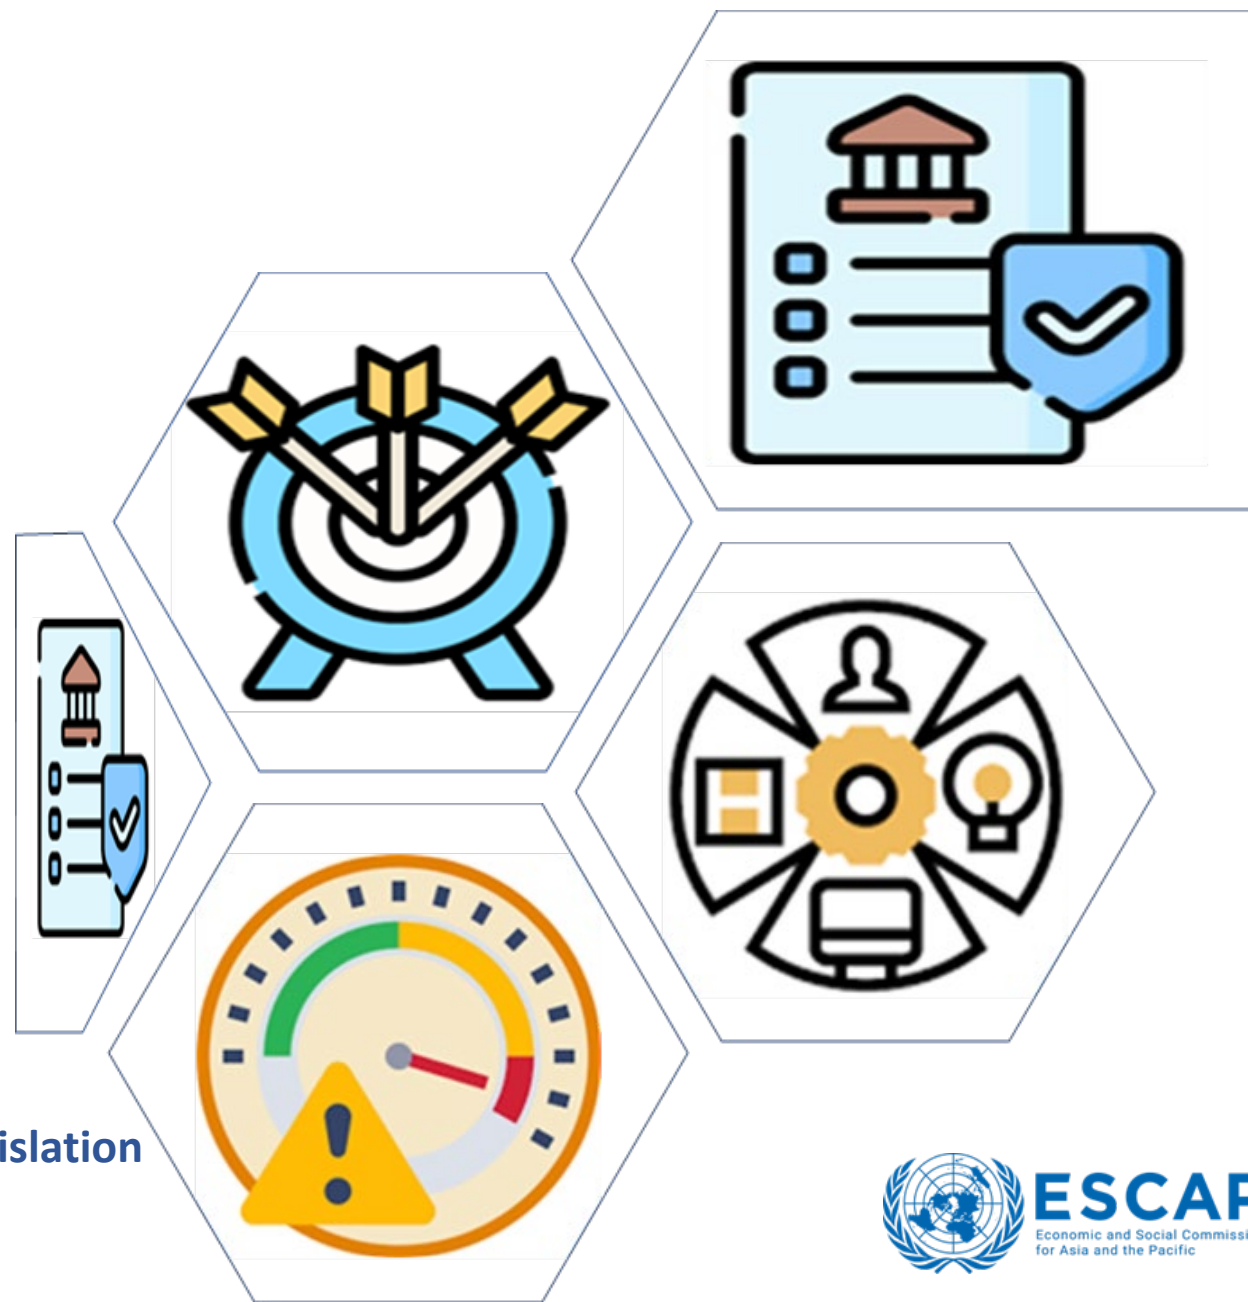 islation
ESCAP
Economic and Social Commissi
for Asia and the Pacific